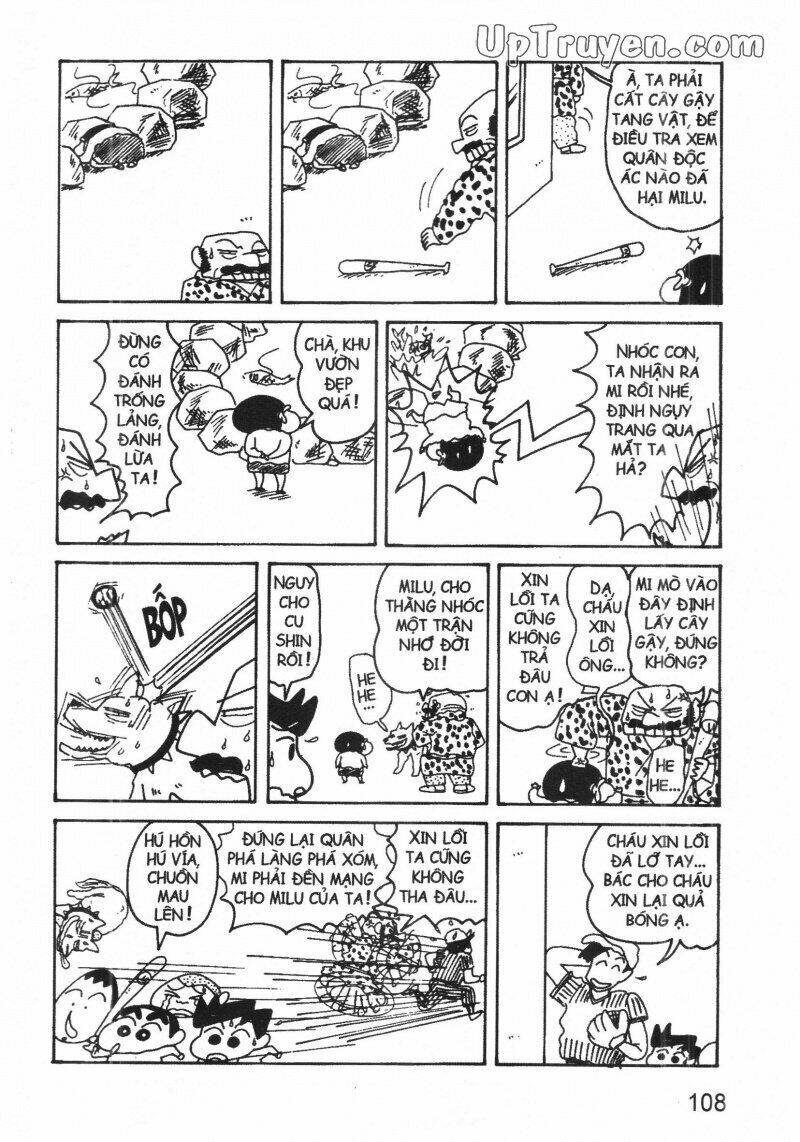 UpTruyen.com
À, TA PHẢI
CẤT CÂY GẬY
TANG VẬT, ĐỂ
ĐIỀU TRA XEM
QUÂN ĐỘC
ÁC NÀO ĐÃ
HẠI MILU.
...
...
NHÓC CON,
TA NHẬN RA
MI RỒI NHÉ,
ĐỊNH NGỤY
TRANG QUA
MẮT TA
HẢ?
CHÀ, KHU
VƯỜN
ĐẸP
QUÁ!
ĐỪNG
CÓ
ĐÁNH
TRỐNG
LẢNG,
ĐÁNH
LỪA
TA!
MI MÒ VÀO
ĐÂY ĐỊNH
LẤY CÂY
GẬY, ĐÚNG
KHÔNG?
DẠ,
CHÁU
XIN
LỖI
ÔNG...
XIN
LỖI TA
CŨNG
KHÔNG
TRẢ
ĐÂU
CON Ạ!
HE
HE...
MILU, CHO
THẰNG NHÓC
MỘT TRẬN
NHỚ ĐỜI
ĐI!
HE
HE...
NGUY
CHO
CU
SHIN
RỒI!
BỐP
CHÁU XIN LỖI
ĐÃ LỠ TAY...
BÁC CHO CHÁU
XIN LẠI QUẢ
BÓNG Ạ.
XIN LỖI
TA CŨNG
KHÔNG
THA ĐÂU...
ĐỨNG LẠI QUÂN
PHÁ LÀNG PHÁ XÓM,
MI PHẢI ĐỀN MẠNG
CHO MILU CỦA TA!
HÚ HỒN
HÚ VÍA,
CHUỒN
MAU
LÊN!
108